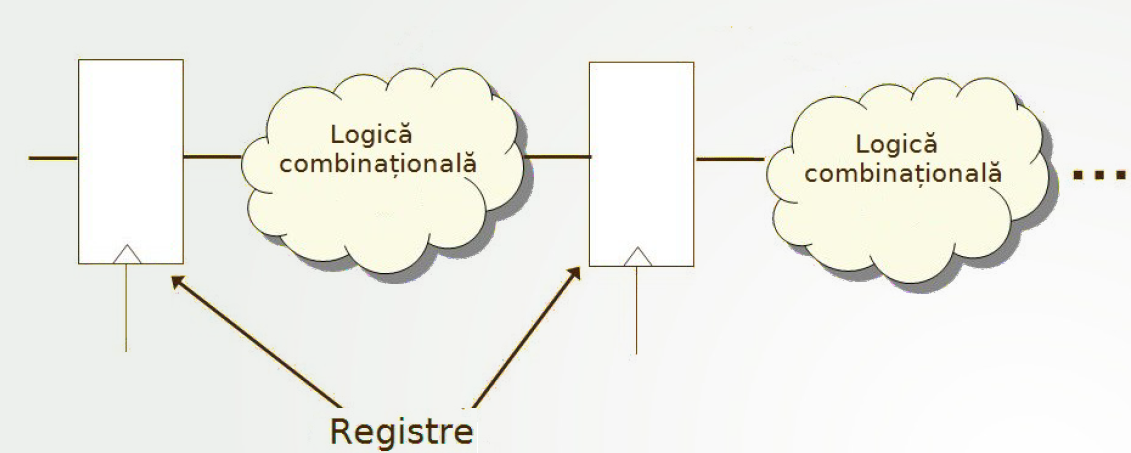 Logică
combinațională
Logică
combinațională
...
Registre